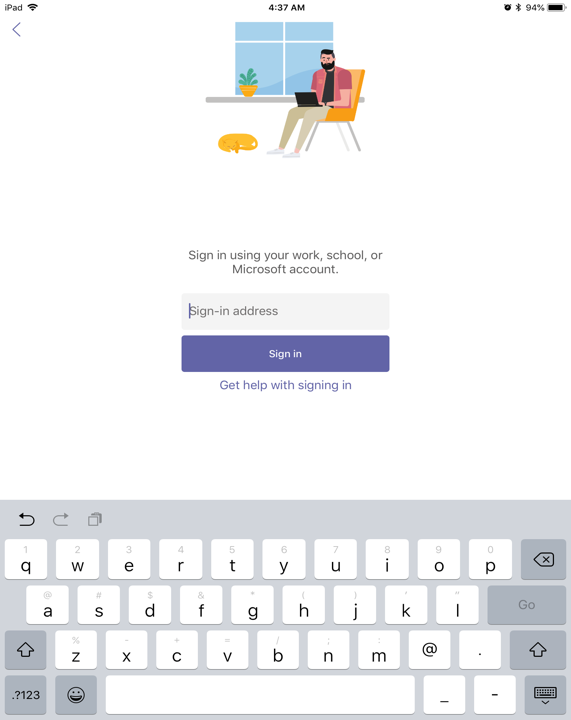 iPad 4:37 AM 94%
Sign in using your work, school, or
Microsoft account.
Sign-in address
Sign in
Get help with signing in
1 2 3 4 5 6 7 8 9 0
q w e r t y u i o p
@ # $ & * ( ) ' "
a s d f g h j k l Go
% - + = / ; :
z x c v b n m @ .
.?123 _ -